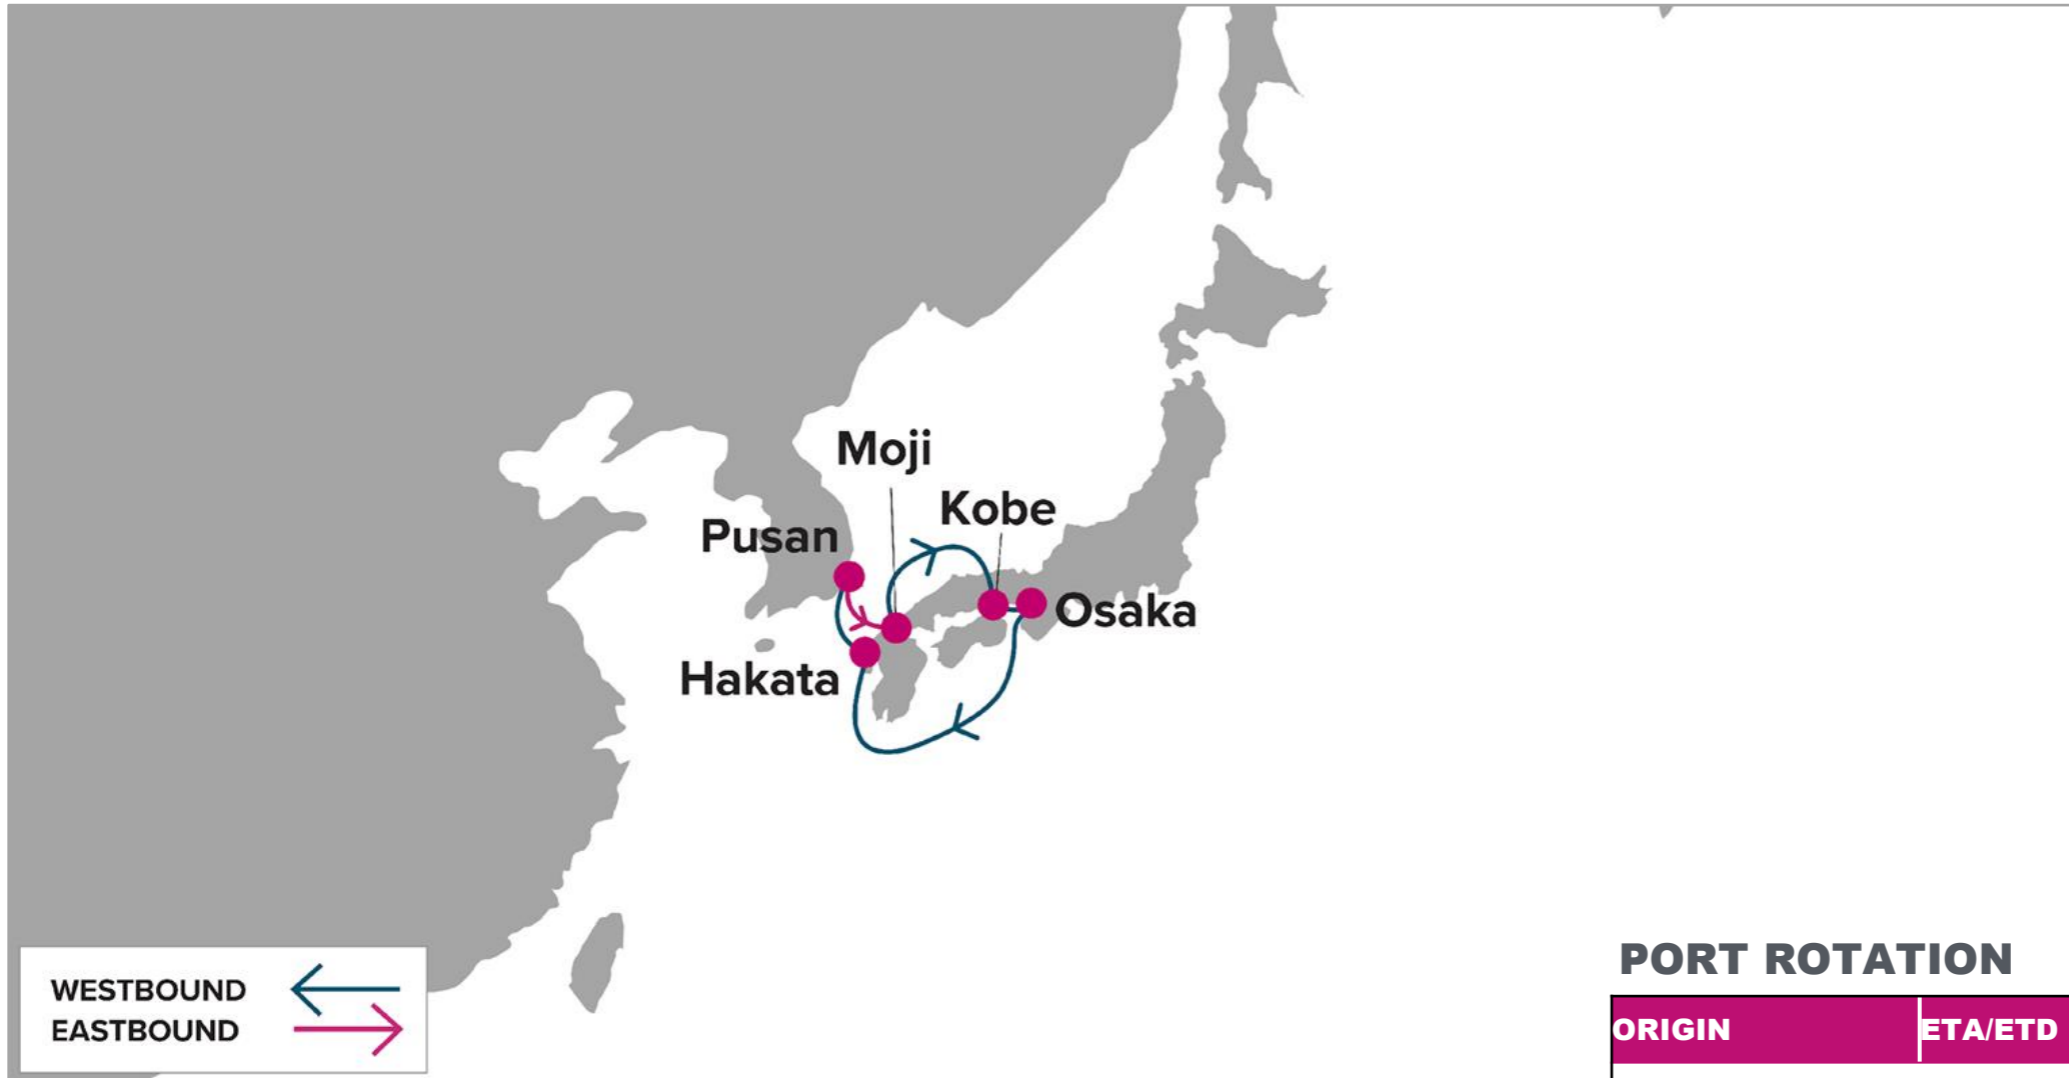 Moji
Kobe
Pusan
Osaka
Hakata
WESTBOUND
EASTBOUND
PORT ROTATION
ORIGIN ETA/ETD